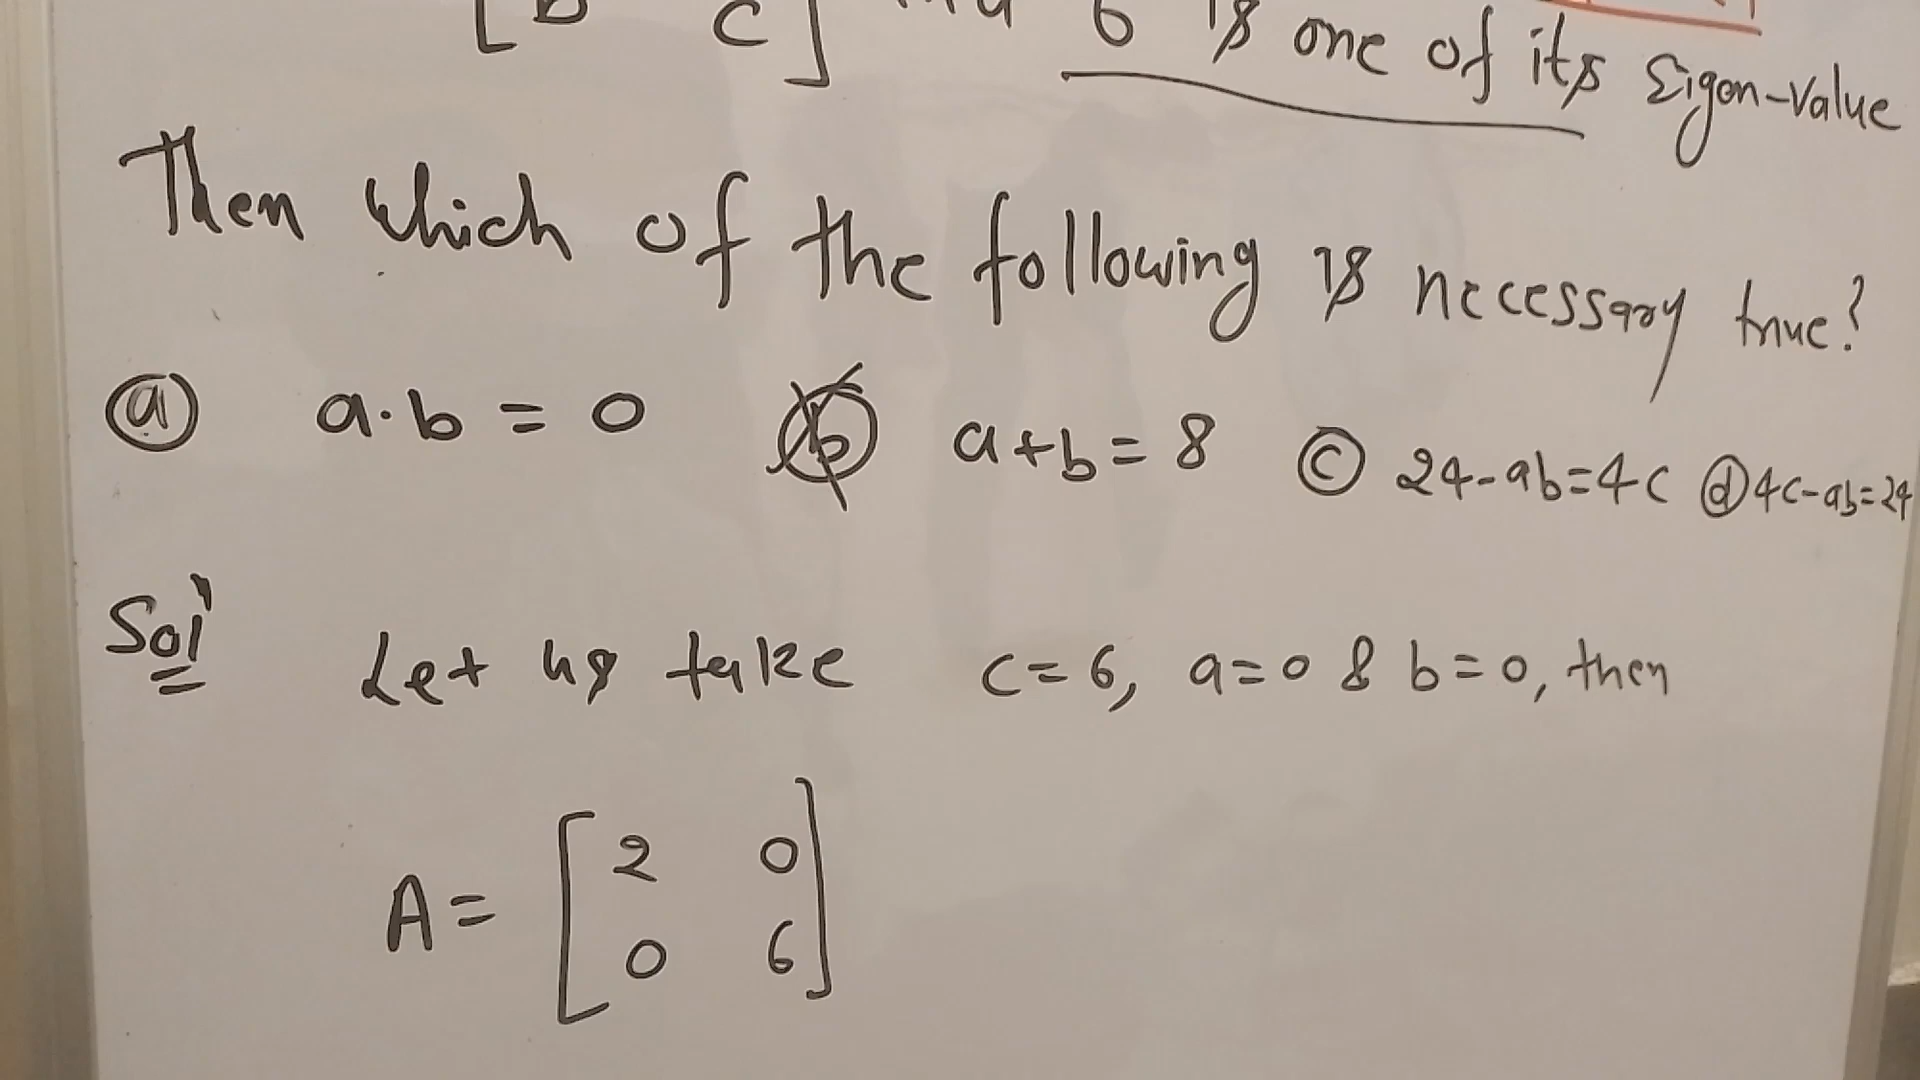 [b c] and 6 is one of its Eigen-value
Then which of the following is necessary true?
(a) a·b = 0 (b) a+b = 8 (c) 24-ab=4c (d) 4c-ab=24
Sol
Let us take c=6, a=0 & b=0, then
A= [2 0
0 6]